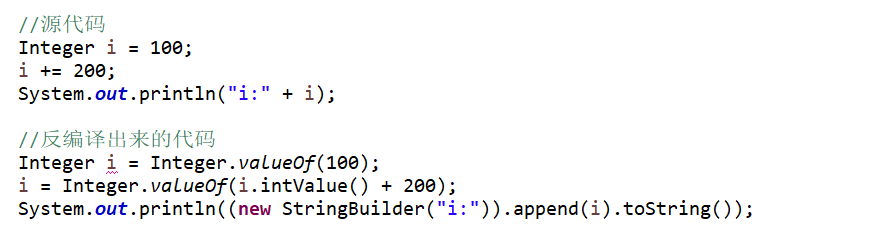 //源代码
Integer i = 100;
i += 200;
System.out.println("i:" + i);
//反编译出来的代码
Integer i = Integer.valueOf(100);
i = Integer.valueOf(i.intValue() + 200);
System.out.println((new StringBuilder("i:")).append(i).toString());